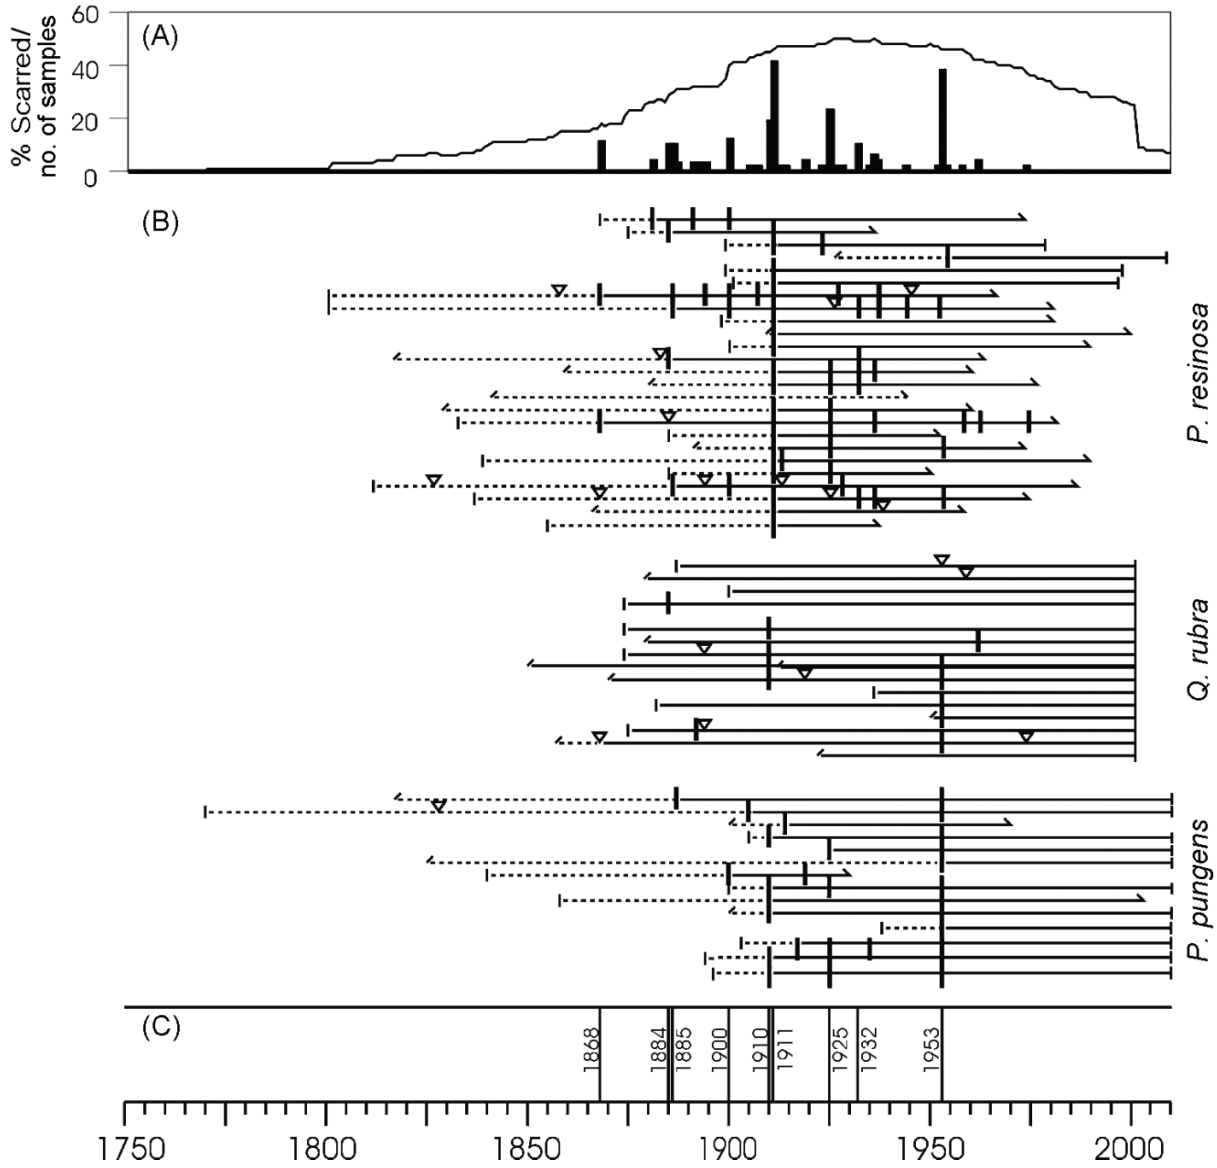 60
40
20
0
% Scarred/
no. of samples
(A)
(B)
P. resinosa
Q. rubra
P. pungens
(C)
1868
1884
1885
1900
1910
1911
1925
1932
1953
1750
1800
1850
1900
1950
2000